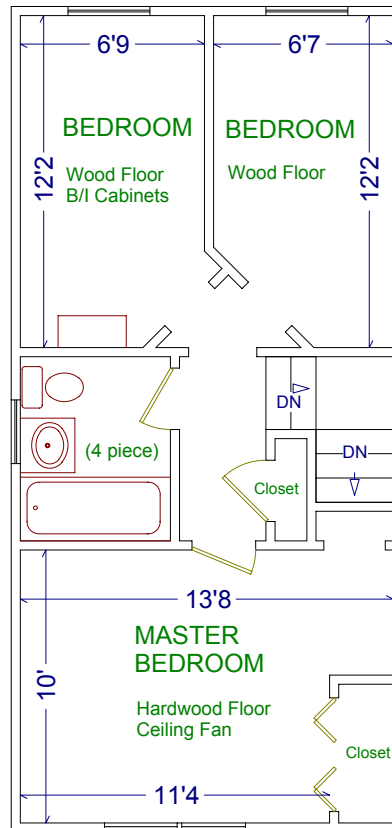 6'9
6'7
BEDROOM
BEDROOM
Wood Floor
B/I Cabinets
Wood Floor
12'2
12'2
DN
(4 piece)
DN
Closet
13'8
MASTER
BEDROOM
10'
Hardwood Floor
Ceiling Fan
Closet
11'4